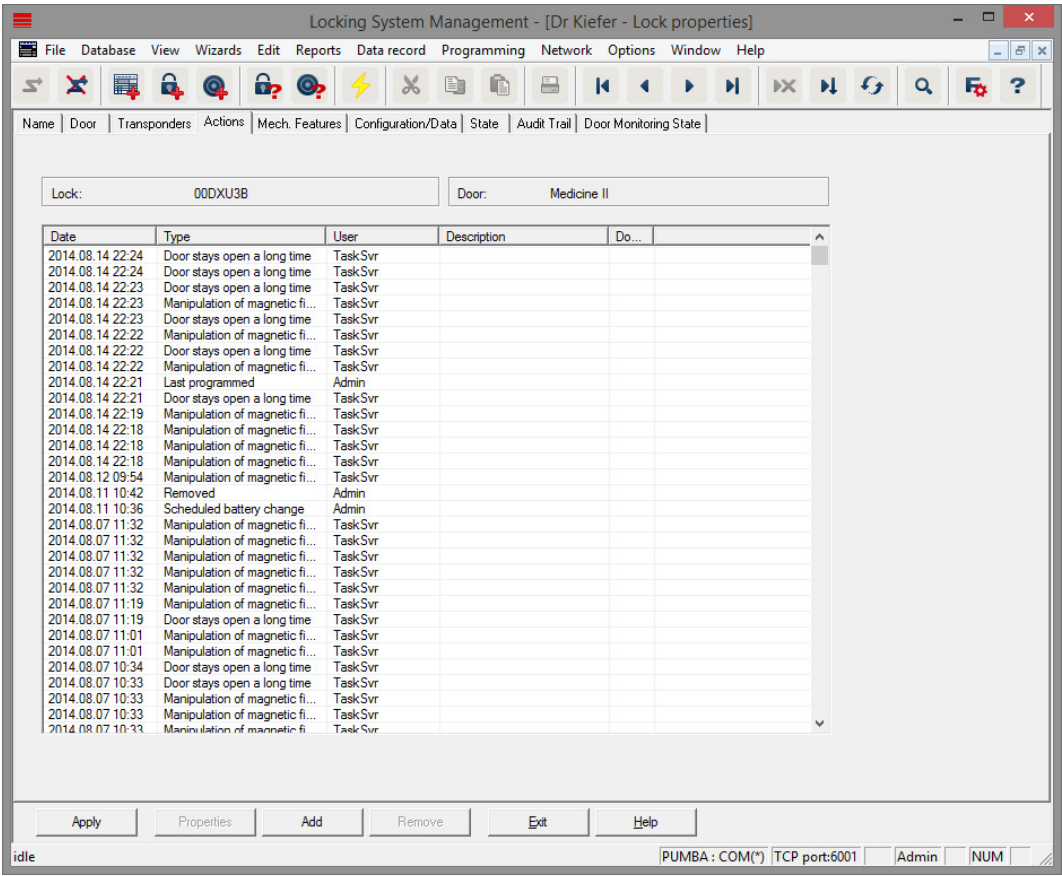 Locking System Management - [Dr Kiefer - Lock properties]
File Database View Wizards Edit Reports Data record Programming Network Options Window Help
Name Door Transponders Actions Mech. Features Configuration/Data State Audit Trail Door Monitoring State
Lock: 00DXU3B Door: Medicine II
Date Type User Description Do...
2014.08.14 22:24 Door stays open a long time TaskSvr
2014.08.14 22:24 Door stays open a long time TaskSvr
2014.08.14 22:23 Door stays open a long time TaskSvr
2014.08.14 22:23 Manipulation of magnetic fi... TaskSvr
2014.08.14 22:23 Door stays open a long time TaskSvr
2014.08.14 22:22 Manipulation of magnetic fi... TaskSvr
2014.08.14 22:22 Door stays open a long time TaskSvr
2014.08.14 22:22 Manipulation of magnetic fi... TaskSvr
2014.08.14 22:21 Last programmed Admin
2014.08.14 22:21 Door stays open a long time TaskSvr
2014.08.14 22:19 Manipulation of magnetic fi... TaskSvr
2014.08.14 22:18 Manipulation of magnetic fi... TaskSvr
2014.08.14 22:18 Manipulation of magnetic fi... TaskSvr
2014.08.14 22:18 Manipulation of magnetic fi... TaskSvr
2014.08.12 09:54 Manipulation of magnetic fi... TaskSvr
2014.08.11 10:42 Removed Admin
2014.08.11 10:36 Scheduled battery change Admin
2014.08.07 11:32 Manipulation of magnetic fi... TaskSvr
2014.08.07 11:32 Manipulation of magnetic fi... TaskSvr
2014.08.07 11:32 Manipulation of magnetic fi... TaskSvr
2014.08.07 11:32 Manipulation of magnetic fi... TaskSvr
2014.08.07 11:32 Manipulation of magnetic fi... TaskSvr
2014.08.07 11:19 Manipulation of magnetic fi... TaskSvr
2014.08.07 11:19 Door stays open a long time TaskSvr
2014.08.07 11:01 Manipulation of magnetic fi... TaskSvr
2014.08.07 11:01 Manipulation of magnetic fi... TaskSvr
2014.08.07 10:34 Door stays open a long time TaskSvr
2014.08.07 10:33 Door stays open a long time TaskSvr
2014.08.07 10:33 Manipulation of magnetic fi... TaskSvr
2014.08.07 10:33 Manipulation of magnetic fi... TaskSvr
2014.08.07 10:33 Manipulation of magnetic fi... TaskSvr
Apply Properties Add Remove Exit Help
idle PUMBA : COM(*) TCP port:6001 Admin NUM